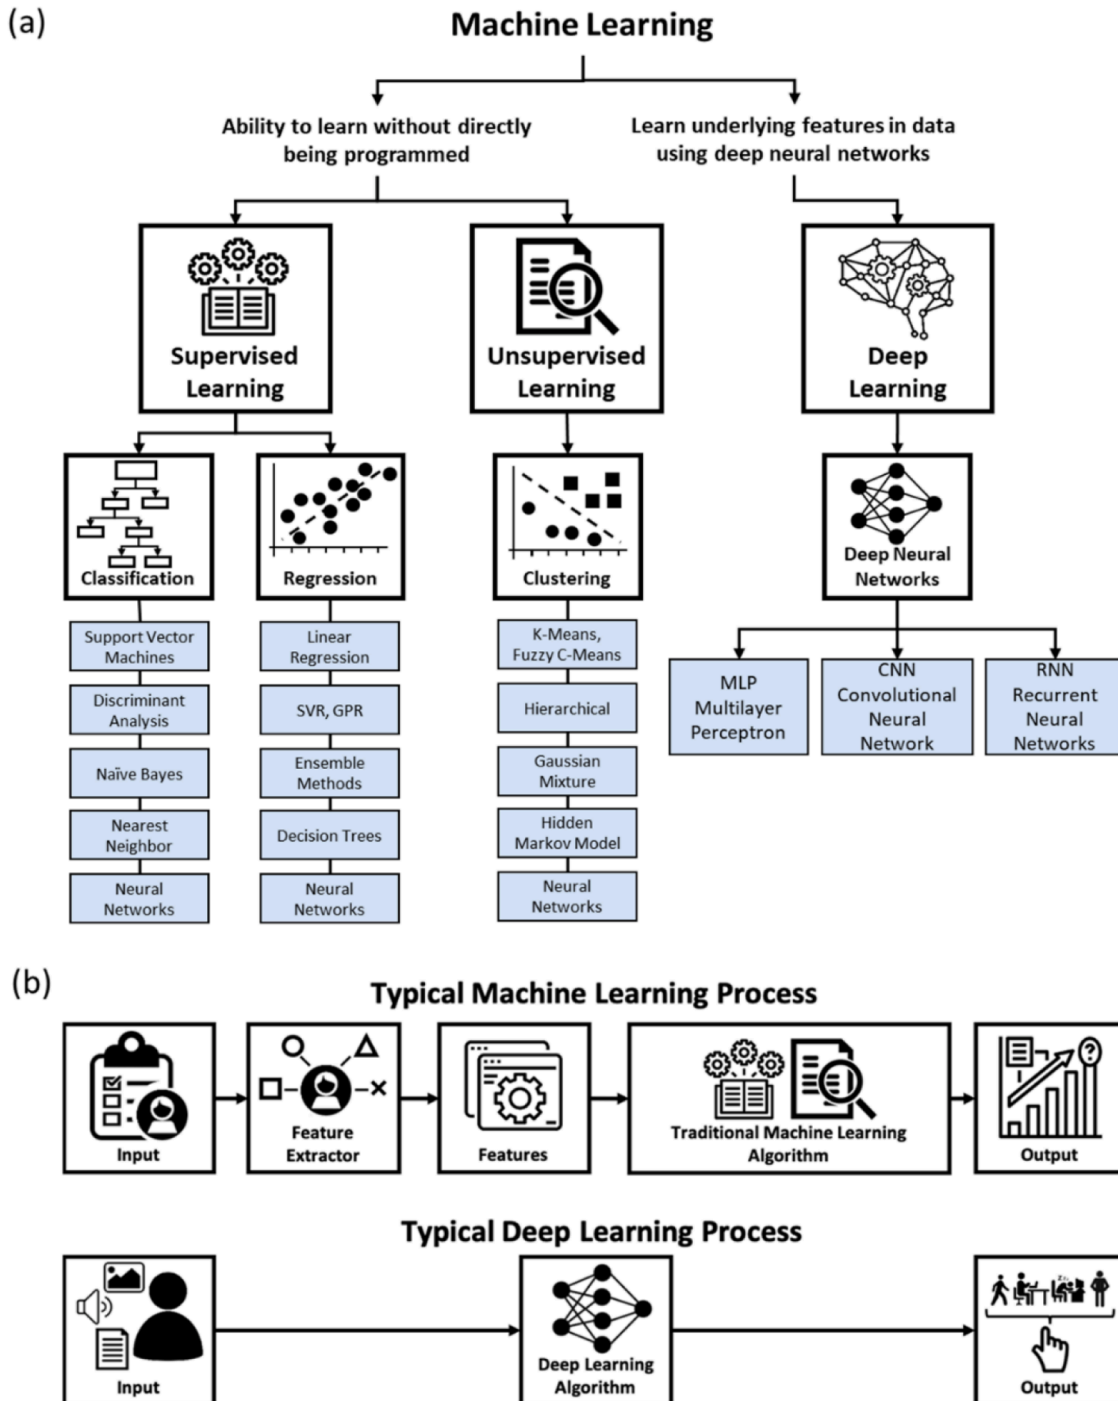 (a)
Machine Learning
Ability to learn without directly
being programmed
Learn underlying features in data
using deep neural networks
Supervised
Learning
Unsupervised
Learning
Deep
Learning
Classification
Regression
Clustering
Deep Neural
Networks
Support Vector
Machines
Discriminant
Analysis
Naïve Bayes
Nearest
Neighbor
Neural
Networks
Linear
Regression
SVR, GPR
Ensemble
Methods
Decision Trees
Neural
Networks
K-Means,
Fuzzy C-Means
Hierarchical
Gaussian
Mixture
Hidden
Markov Model
Neural
Networks
MLP
Multilayer
Perceptron
CNN
Convolutional
Neural
Network
RNN
Recurrent
Neural
Networks
(b)
Typical Machine Learning Process
Input
Feature
Extractor
Features
Traditional Machine Learning
Algorithm
?
Output
Typical Deep Learning Process
Input
Deep Learning
Algorithm
Output